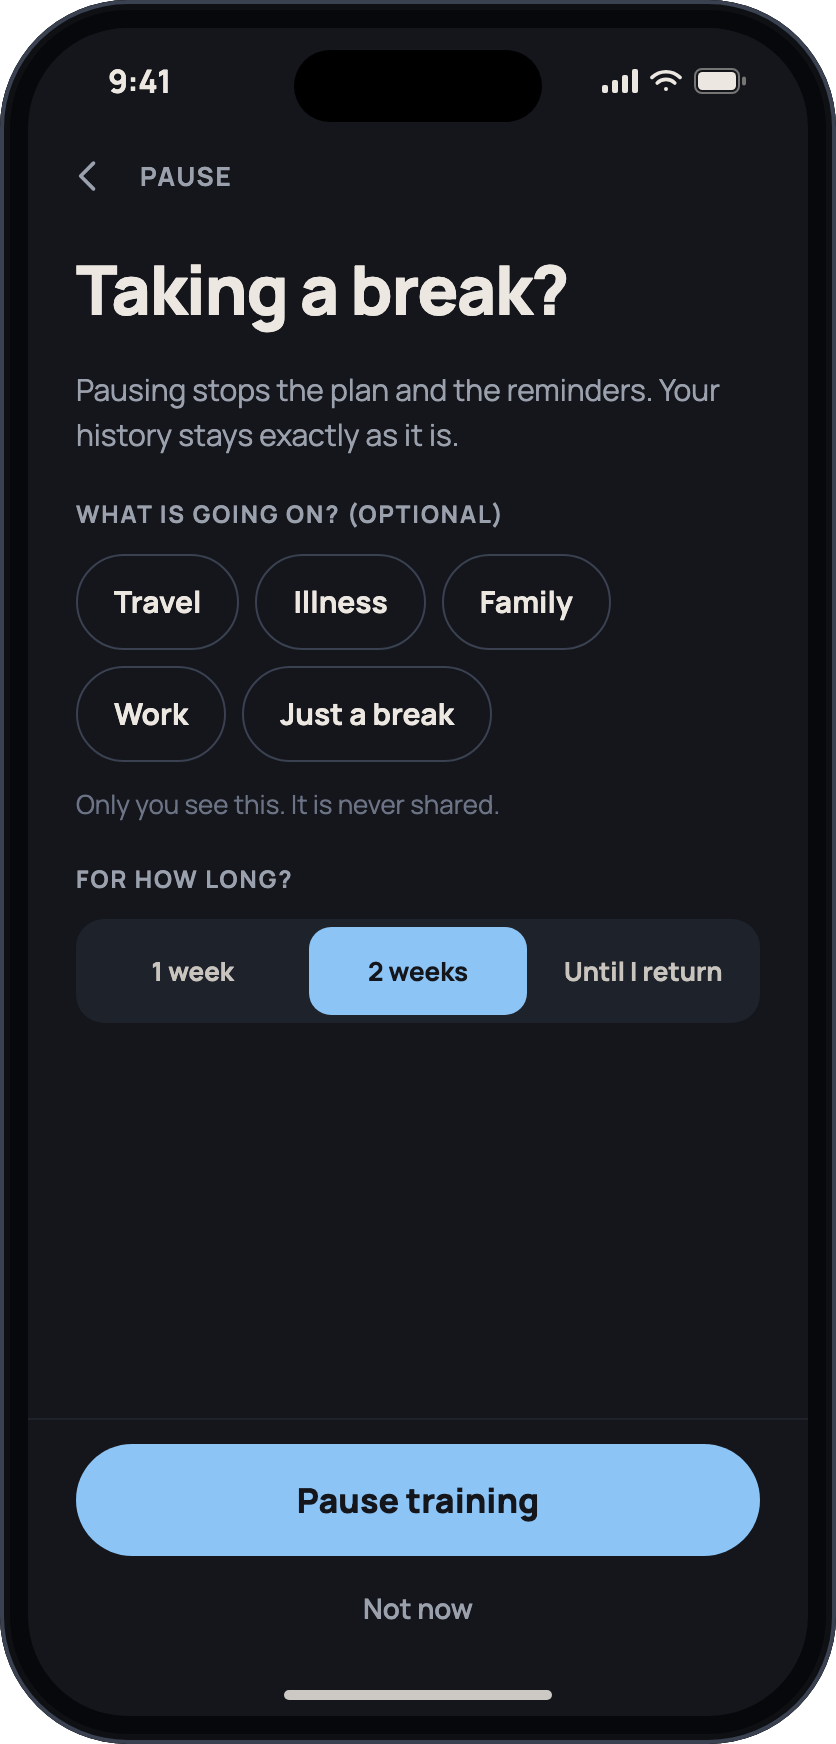 9:41
PAUSE
Taking a break?
Pausing stops the plan and the reminders. Your
history stays exactly as it is.
WHAT IS GOING ON? (OPTIONAL)
Travel Illness Family
Work Just a break
Only you see this. It is never shared.
FOR HOW LONG?
1 week 2 weeks Until I return
Pause training
Not now